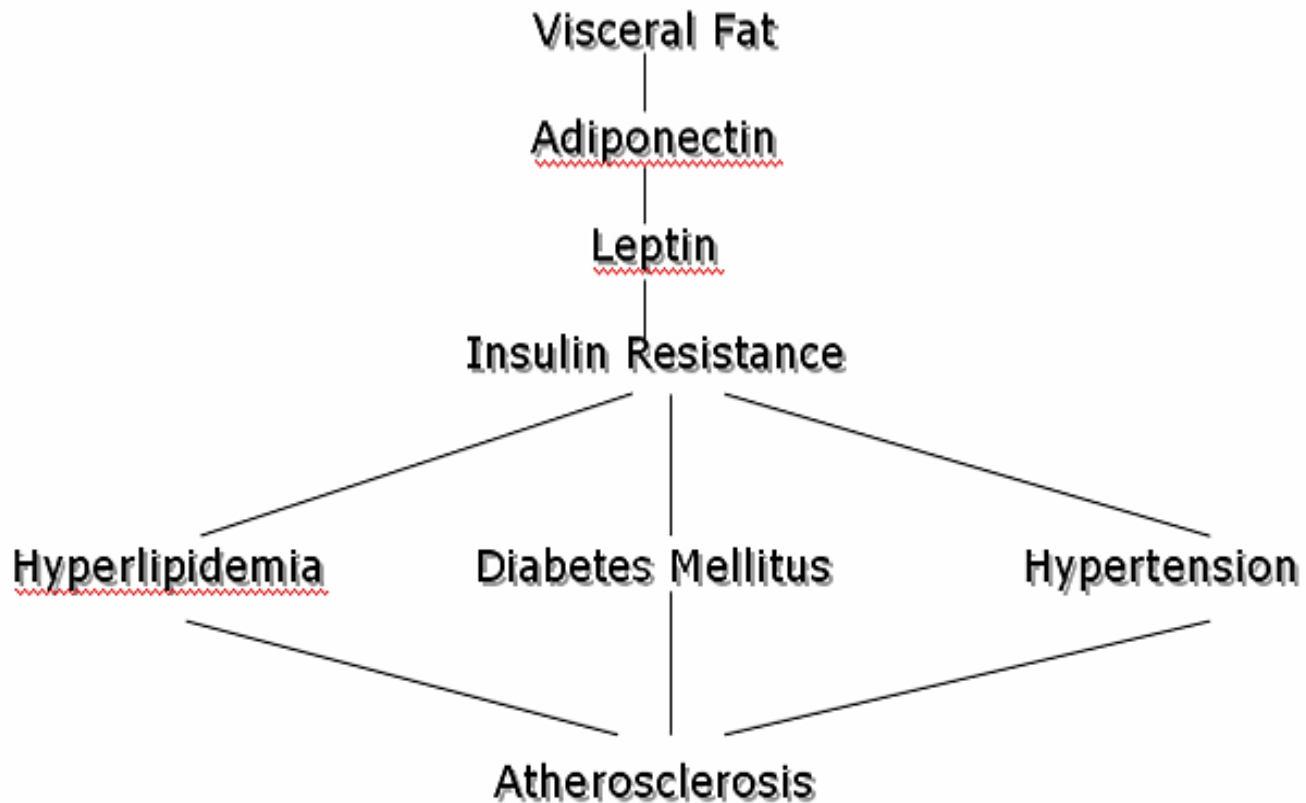 Visceral Fat
Adiponectin
Leptin
Insulin Resistance
Hyperlipidemia Diabetes Mellitus Hypertension
Atherosclerosis